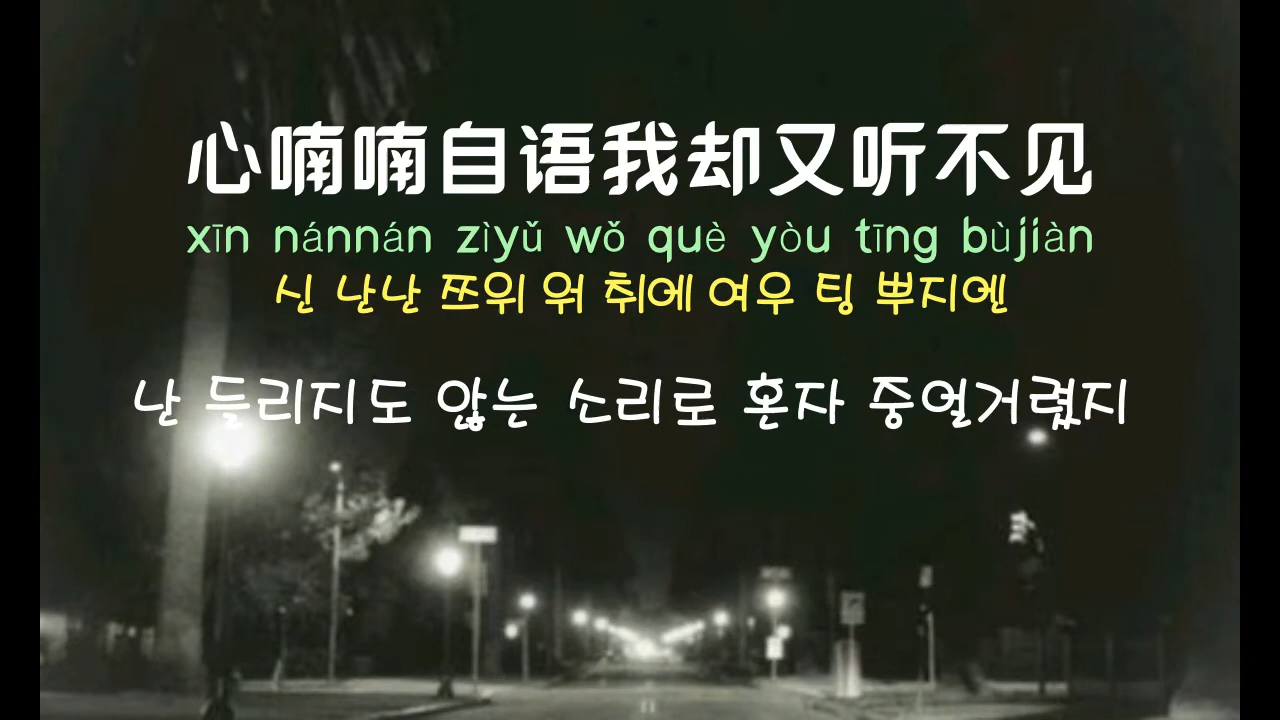 心喃喃自语我却又听不见
xīn nánnán zìyǔ wǒ què yòu tīng bùjiàn
신 난난 쯔위 워 취에 여우 팅 뿌지엔
난 들리지도 않는 소리로 혼자 중얼거렸지